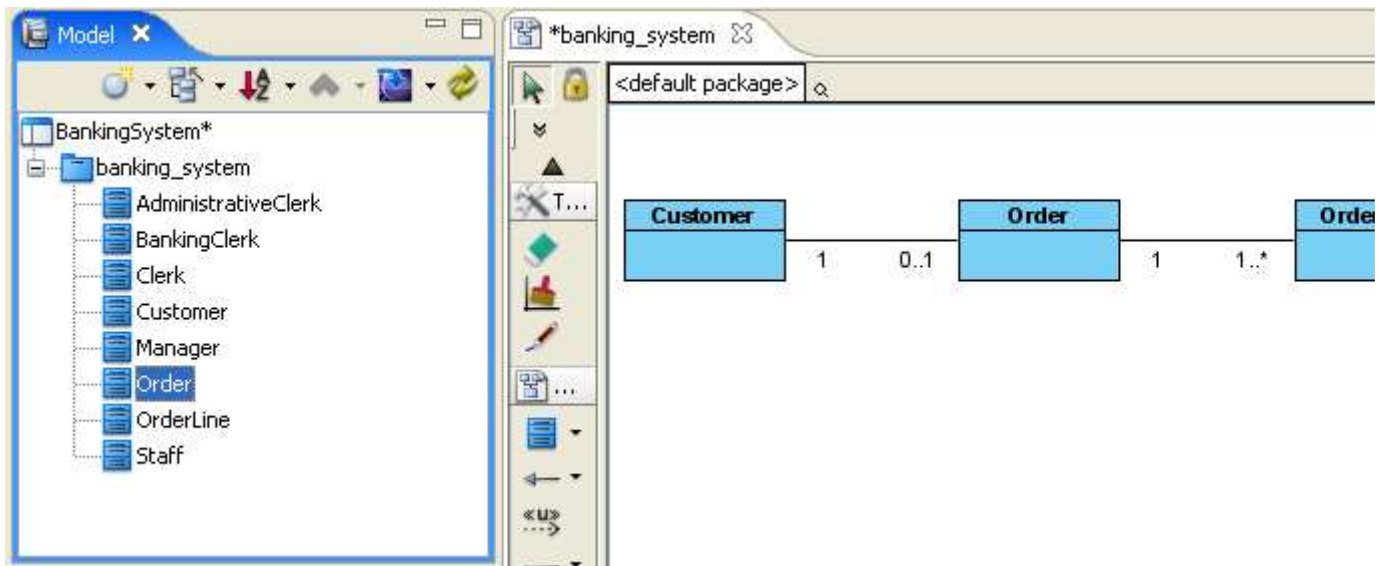 Model
*banking_system
<default package>
BankingSystem*
banking_system
AdministrativeClerk
BankingClerk
Clerk
Customer
Manager
Order
OrderLine
Staff
T...
...
«u»
Customer
1
0..1
Order
1
1..*
Order